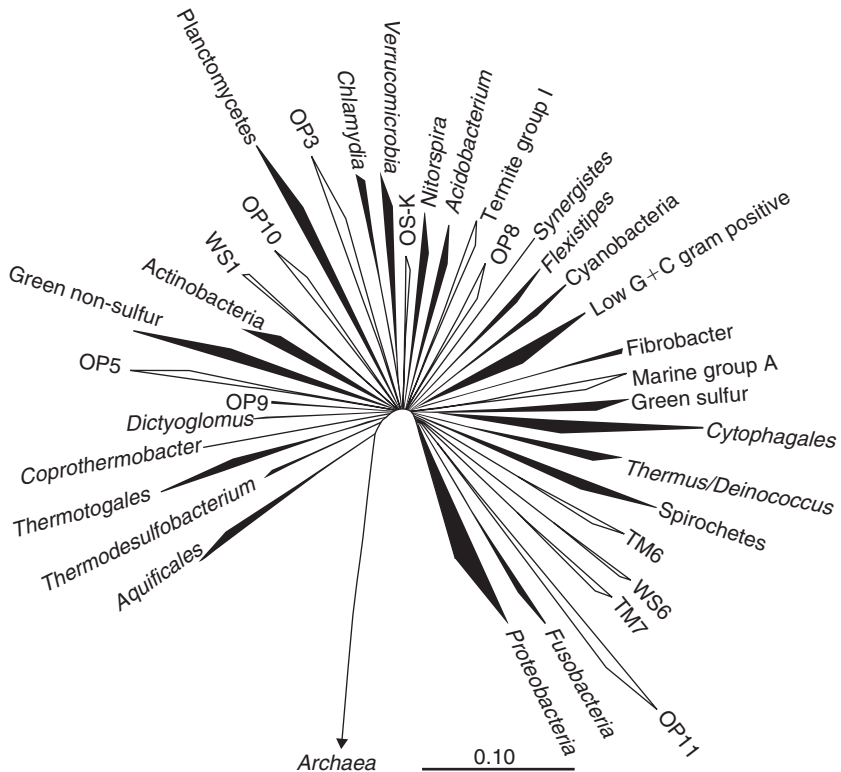 Planctomycetes
OP3
Chlamydia
Verrucomicrobia
OS-K
Nitorspira
Acidobacterium
Termite group I
OP8
Synergistes
Flexistipes
Cyanobacteria
Low G+C gram positive
Fibrobacter
Marine group A
Green sulfur
Cytophagales
Thermus/Deinococcus
Spirochetes
TM6
WS6
TM7
OP11
Fusobacteria
Proteobacteria
Archaea
Aquificales
Thermodesulfobacterium
Thermotogales
Coprothermobacter
Dictyoglomus
OP9
OP5
Green non-sulfur
Actinobacteria
WS1
OP10
0.10